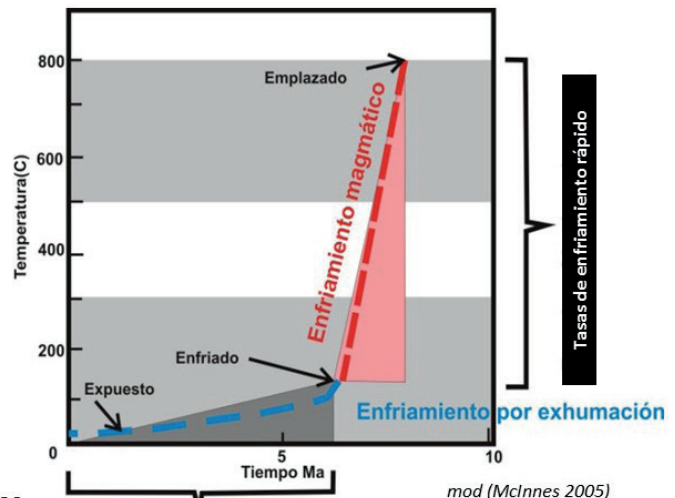 800
600
400
200
0
5
10
Temperatura(C)
Tiempo Ma
Emplazado
Enfriamiento magmático
Enfriado
Expuesto
Enfriamiento por exhumación
Tasas de enfriamiento rápido
mod (McInnes 2005)